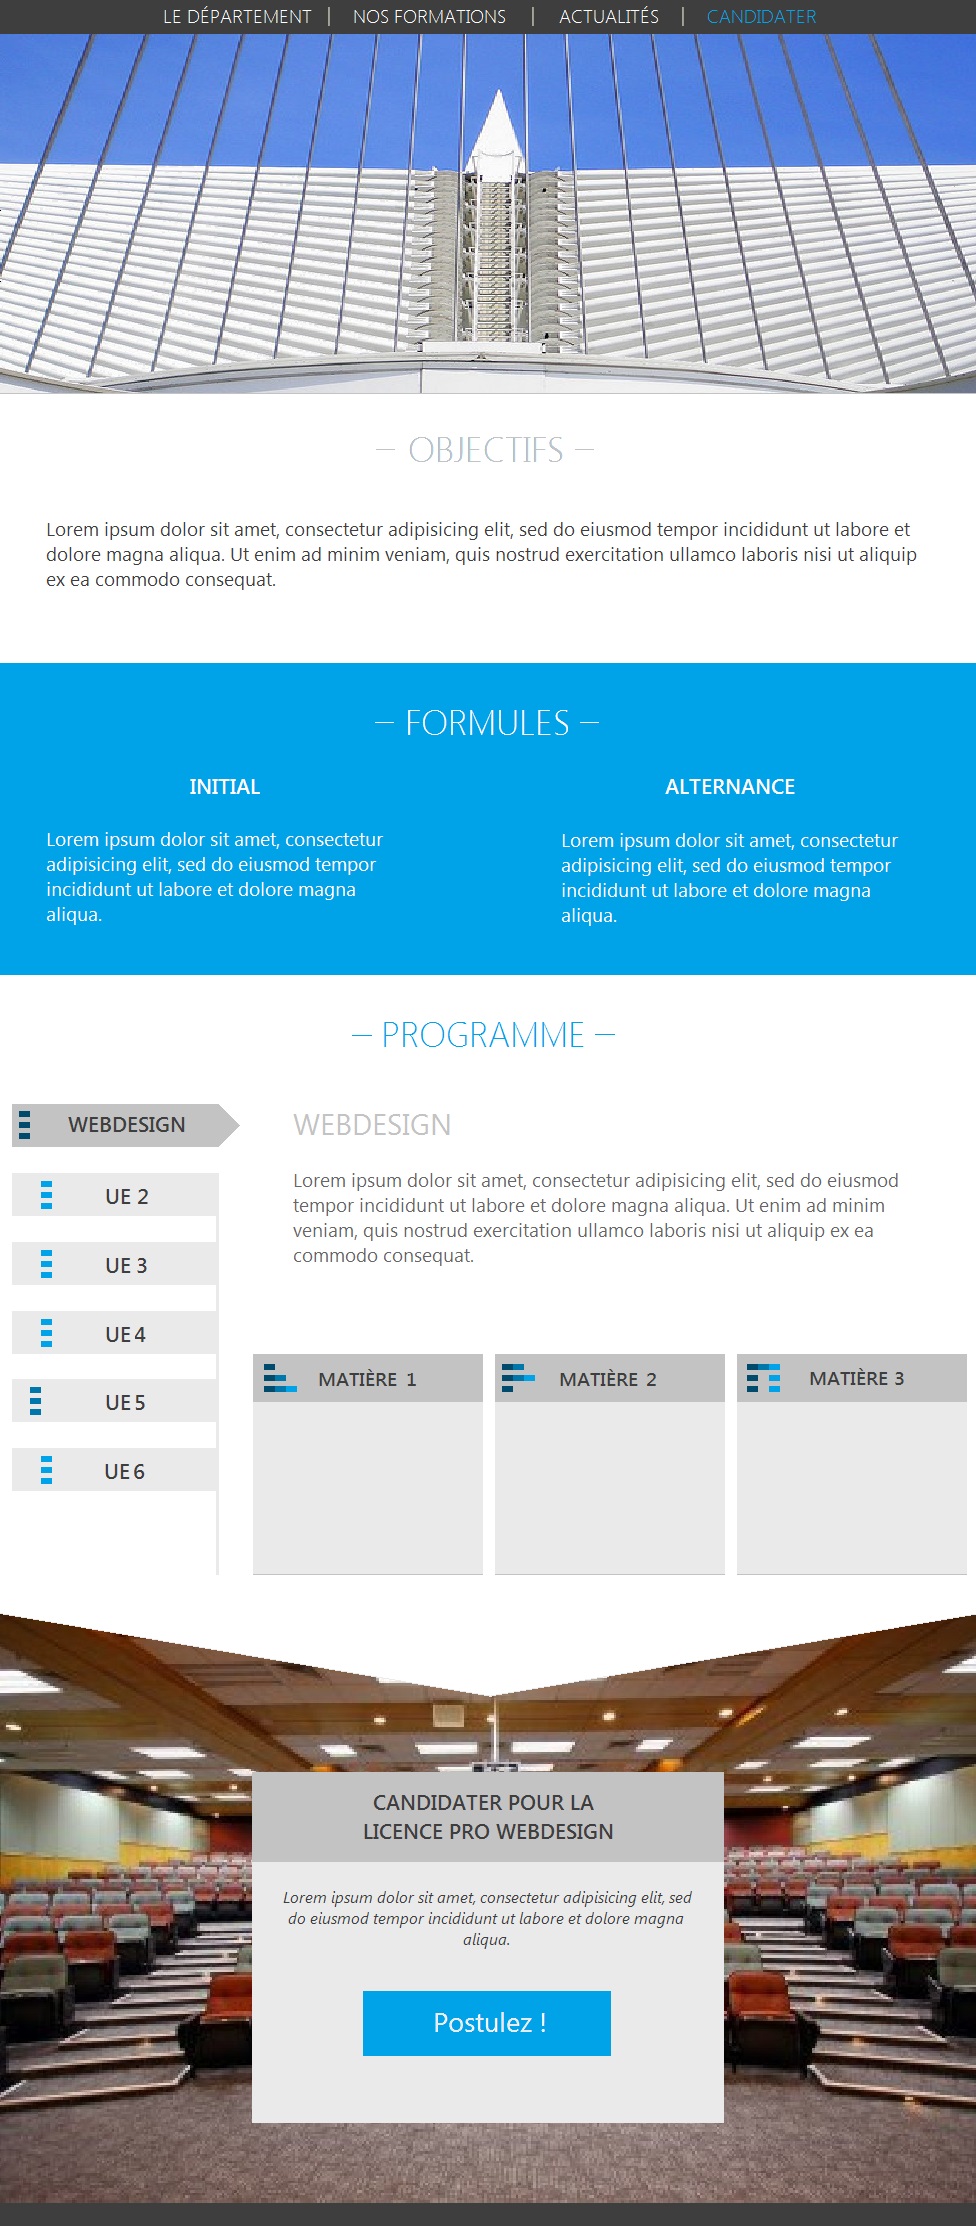 LE DÉPARTEMENT | NOS FORMATIONS | ACTUALITÉS | CANDIDATER
— OBJECTIFS —
Lorem ipsum dolor sit amet, consectetur adipisicing elit, sed do eiusmod tempor incididunt ut labore et
dolore magna aliqua. Ut enim ad minim veniam, quis nostrud exercitation ullamco laboris nisi ut aliquip
ex ea commodo consequat.
— FORMULES —
INITIAL
Lorem ipsum dolor sit amet, consectetur
adipisicing elit, sed do eiusmod tempor
incididunt ut labore et dolore magna
aliqua.
ALTERNANCE
Lorem ipsum dolor sit amet, consectetur
adipisicing elit, sed do eiusmod tempor
incididunt ut labore et dolore magna
aliqua.
— PROGRAMME —
WEBDESIGN
UE 2
UE 3
UE 4
UE 5
UE 6
WEBDESIGN
Lorem ipsum dolor sit amet, consectetur adipisicing elit, sed do eiusmod
tempor incididunt ut labore et dolore magna aliqua. Ut enim ad minim
veniam, quis nostrud exercitation ullamco laboris nisi ut aliquip ex ea
commodo consequat.
MATIÈRE 1
MATIÈRE 2
MATIÈRE 3
CANDIDATER POUR LA
LICENCE PRO WEBDESIGN
Lorem ipsum dolor sit amet, consectetur adipisicing elit, sed
do eiusmod tempor incididunt ut labore et dolore magna
aliqua.
Postulez !